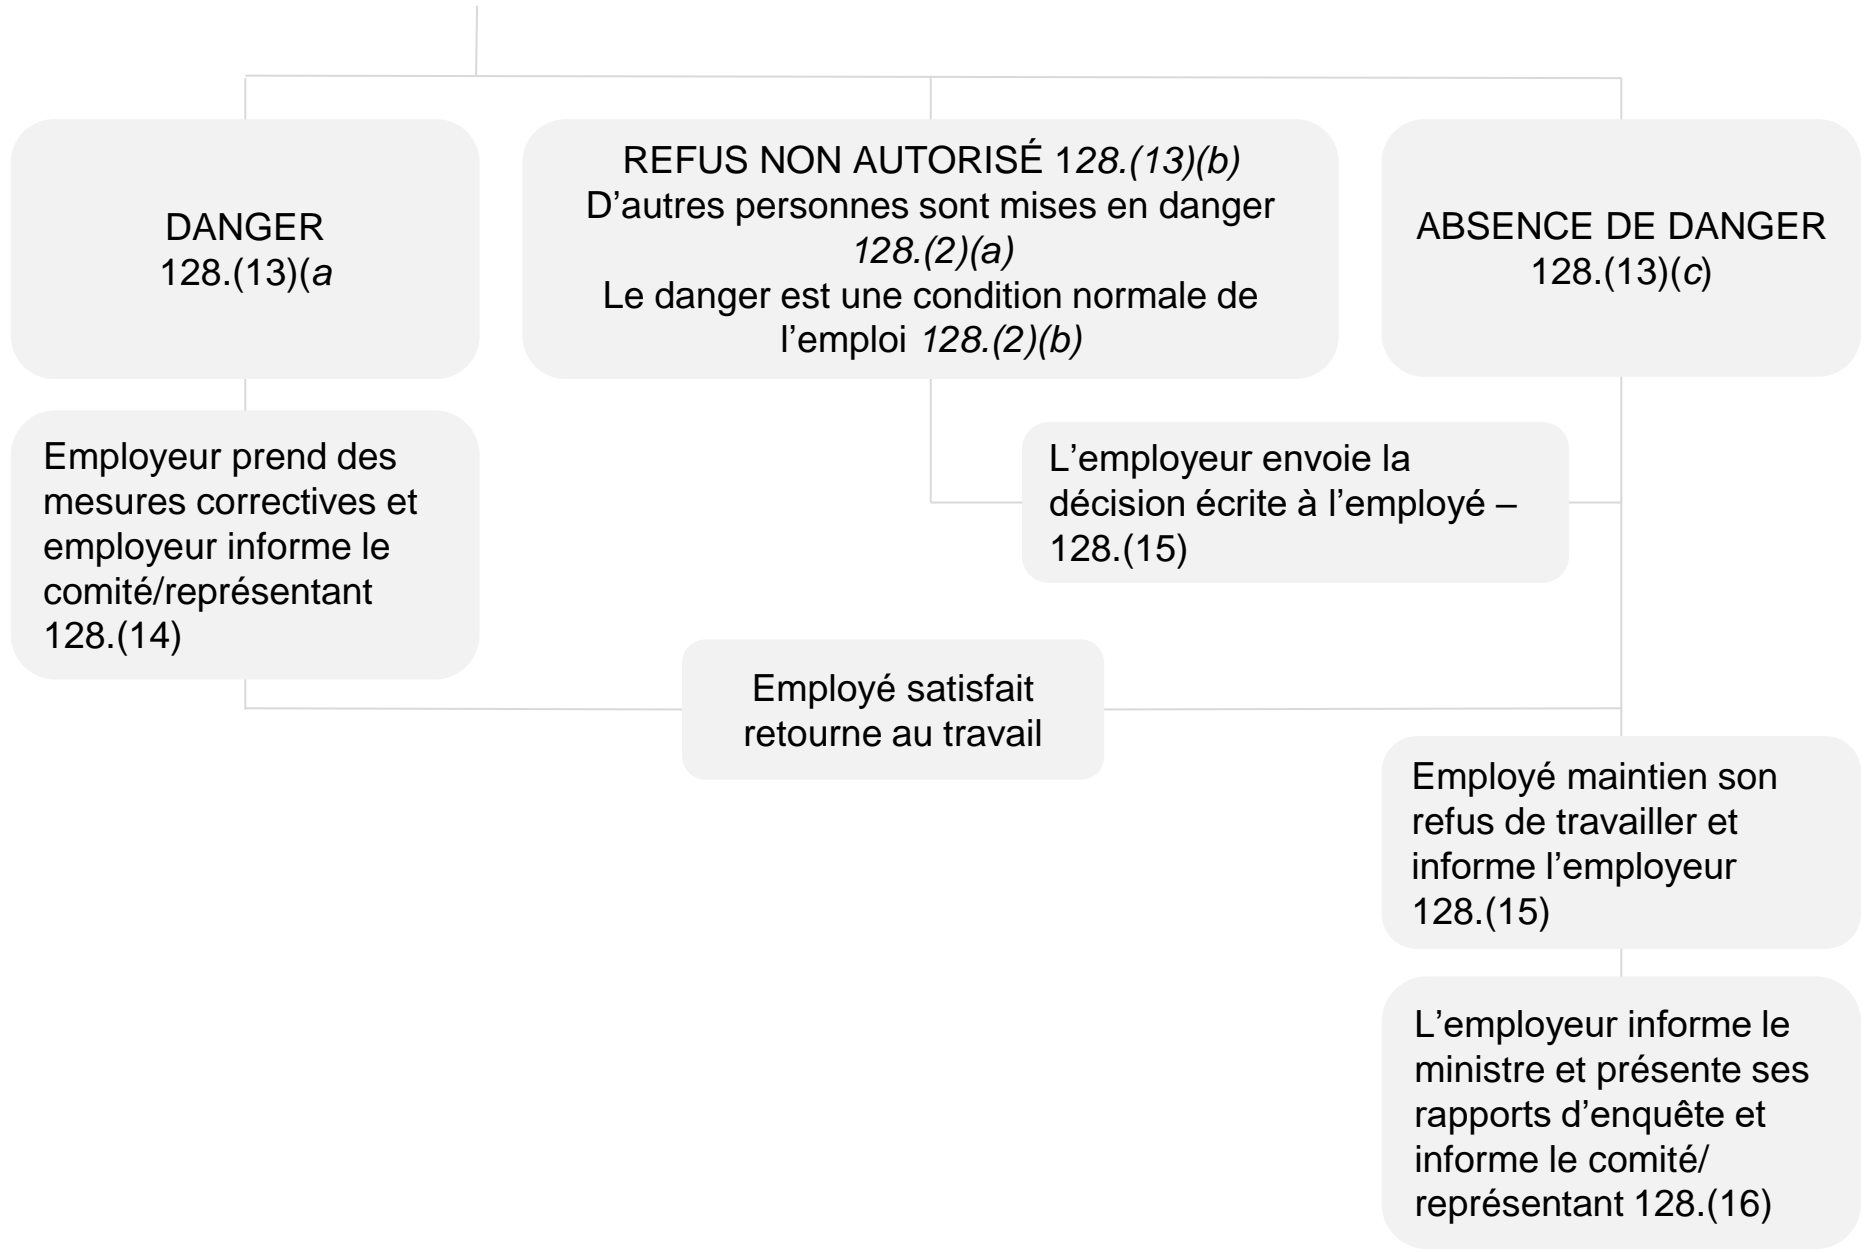 DANGER
128.(13)(a
REFUS NON AUTORISÉ 128.(13)(b)
D’autres personnes sont mises en danger
128.(2)(a)
Le danger est une condition normale de
l’emploi 128.(2)(b)
ABSENCE DE DANGER
128.(13)(c)
Employeur prend des
mesures correctives et
employeur informe le
comité/représentant
128.(14)
L’employeur envoie la
décision écrite à l’employé –
128.(15)
Employé satisfait
retourne au travail
Employé maintien son
refus de travailler et
informe l’employeur
128.(15)
L’employeur informe le
ministre et présente ses
rapports d’enquête et
informe le comité/
représentant 128.(16)